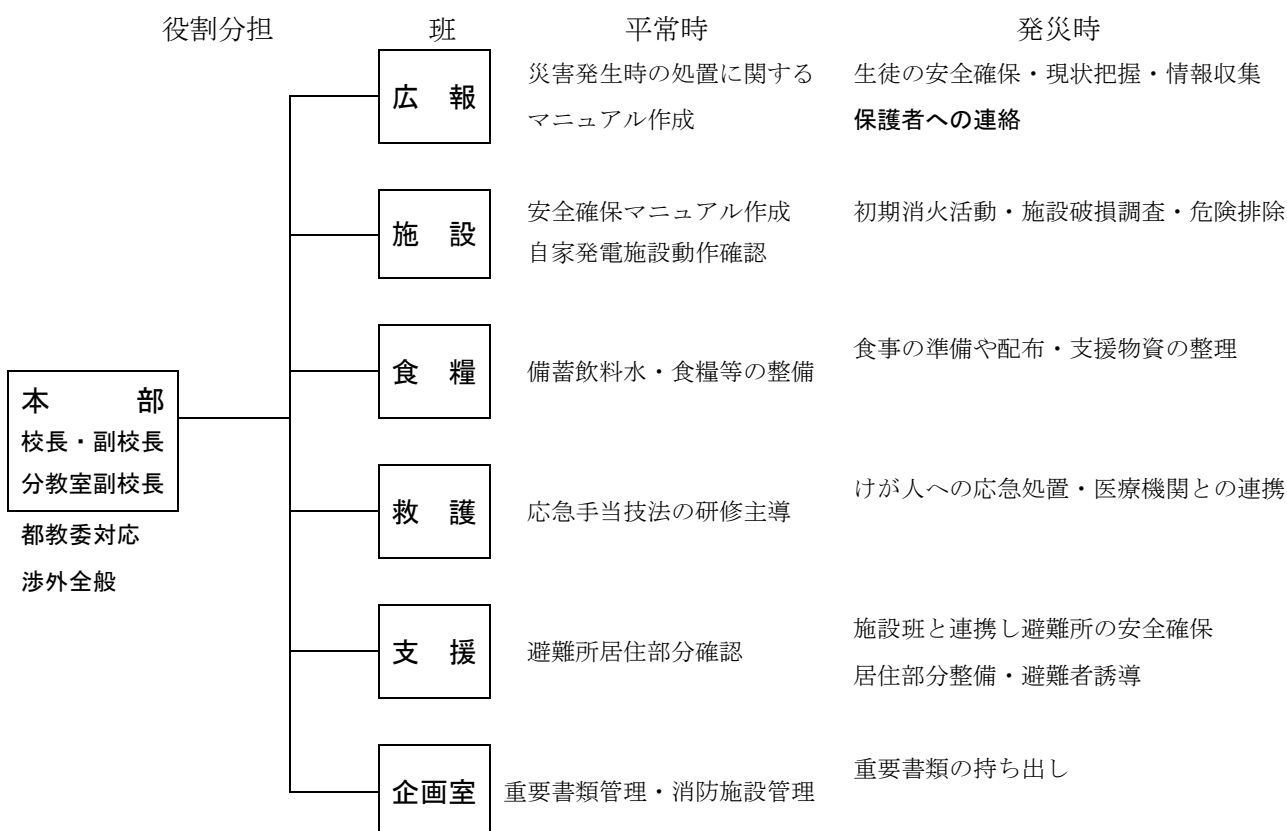 役割分担 班 平常時 発災時
広 報
災害発生時の処置に関する
マニュアル作成
生徒の安全確保・現状把握・情報収集
保護者への連絡
施 設
安全確保マニュアル作成
自家発電施設動作確認
初期消火活動・施設破損調査・危険排除
食 糧
備蓄飲料水・食糧等の整備
食事の準備や配布・支援物資の整理
本 部
校長・副校長
分教室副校長
都教委対応
渉外全般
救 護
応急手当技法の研修主導
けが人への応急処置・医療機関との連携
支 援
避難所居住部分確認
施設班と連携し避難所の安全確保
居住部分整備・避難者誘導
企画室
重要書類管理・消防施設管理
重要書類の持ち出し